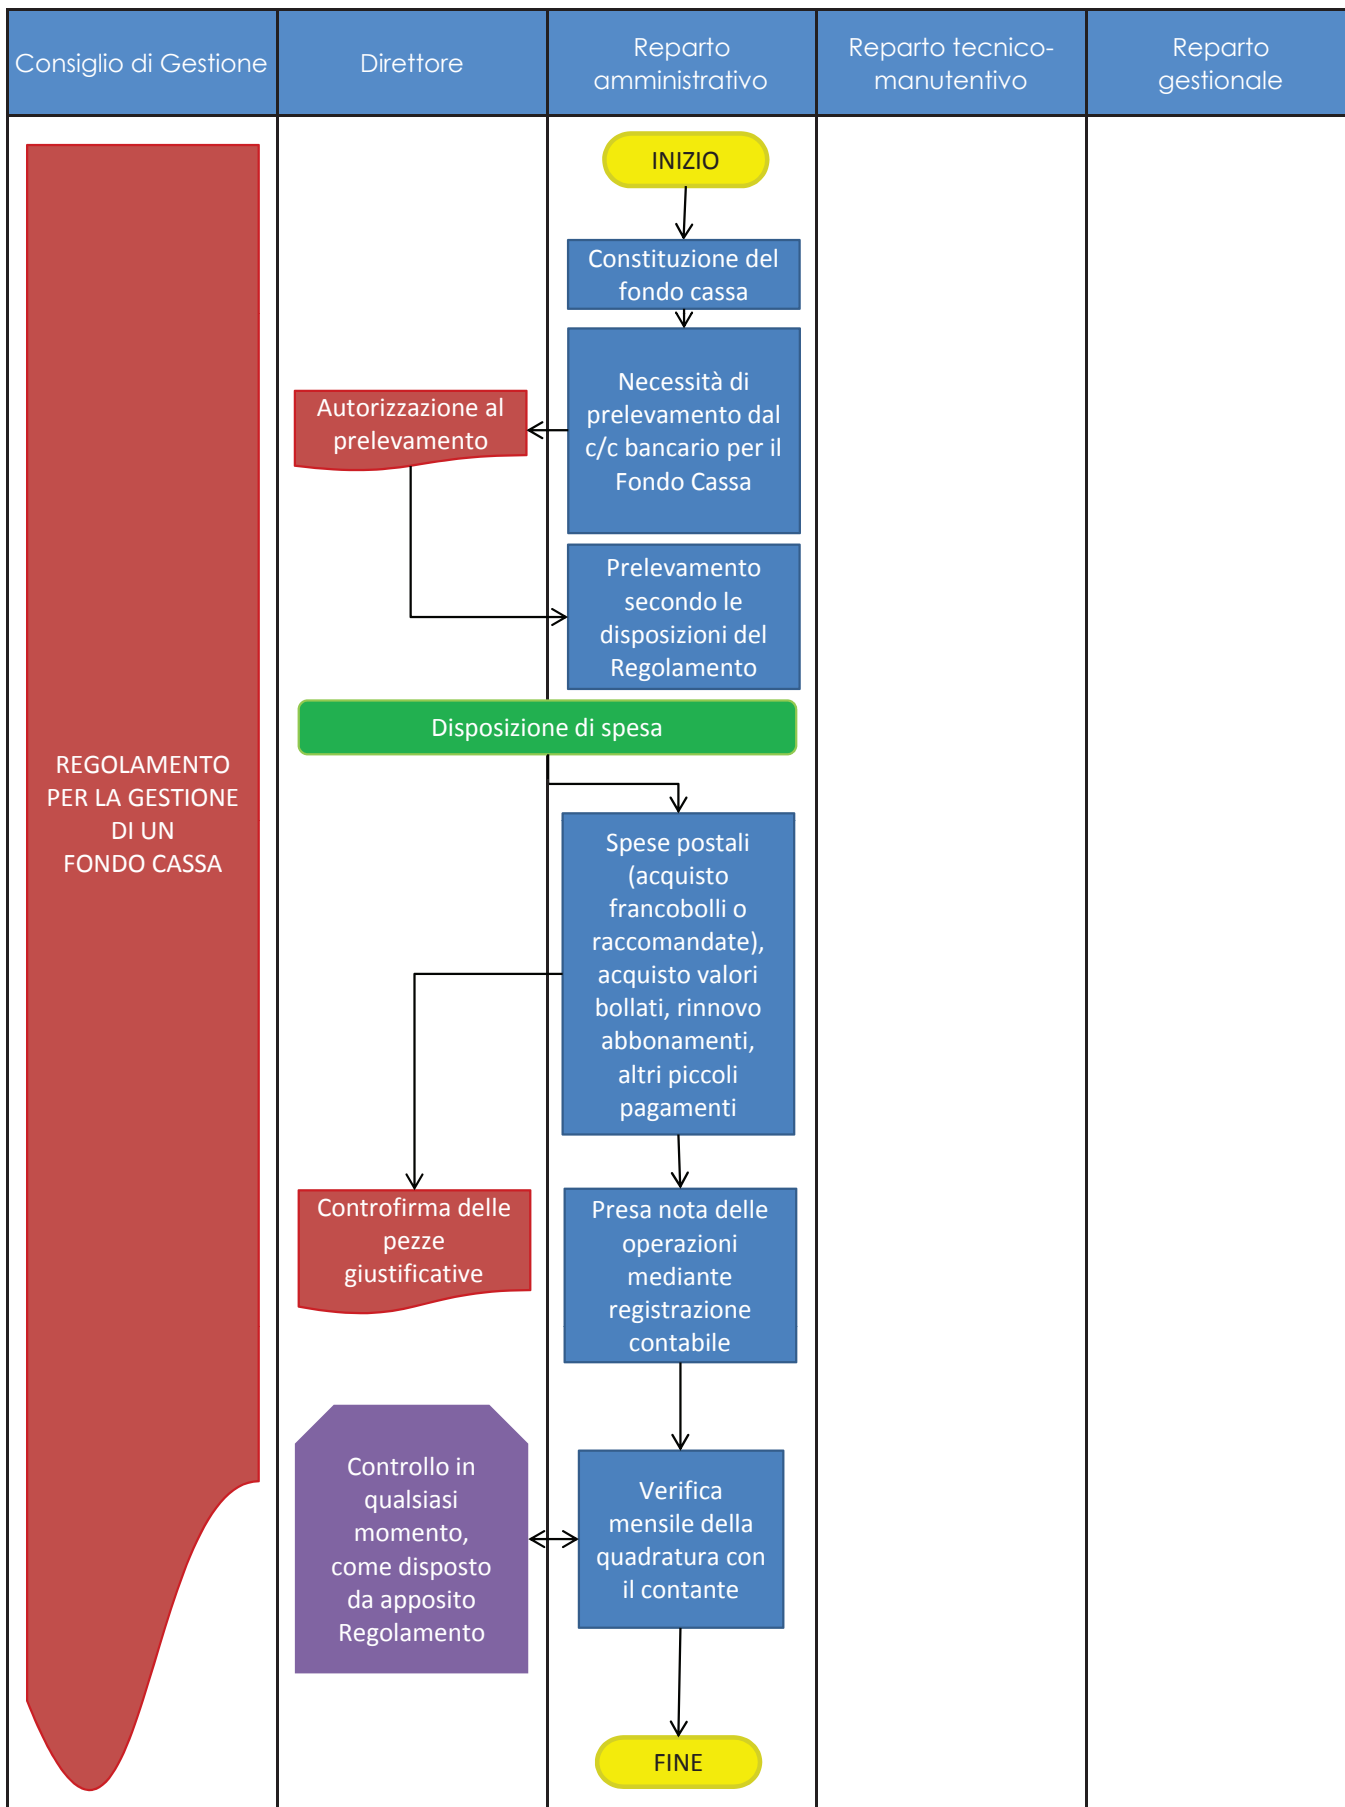 Consiglio di Gestione
Direttore
Reparto
amministrativo
Reparto tecnico-
manutentivo
Reparto
gestionale
REGOLAMENTO
PER LA GESTIONE
DI UN
FONDO CASSA
INIZIO
Constituzione del
fondo cassa
Necessità di
prelevamento dal
c/c bancario per il
Fondo Cassa
Autorizzazione al
prelevamento
Prelevamento
secondo le
disposizioni del
Regolamento
Disposizione di spesa
Spese postali
(acquisto
francobolli o
raccomandate),
acquisto valori
bollati, rinnovo
abbonamenti,
altri piccoli
pagamenti
Controfirma delle
pezze
giustificative
Presa nota delle
operazioni
mediante
registrazione
contabile
Controllo in
qualsiasi
momento,
come disposto
da apposito
Regolamento
Verifica
mensile della
quadratura con
il contante
FINE